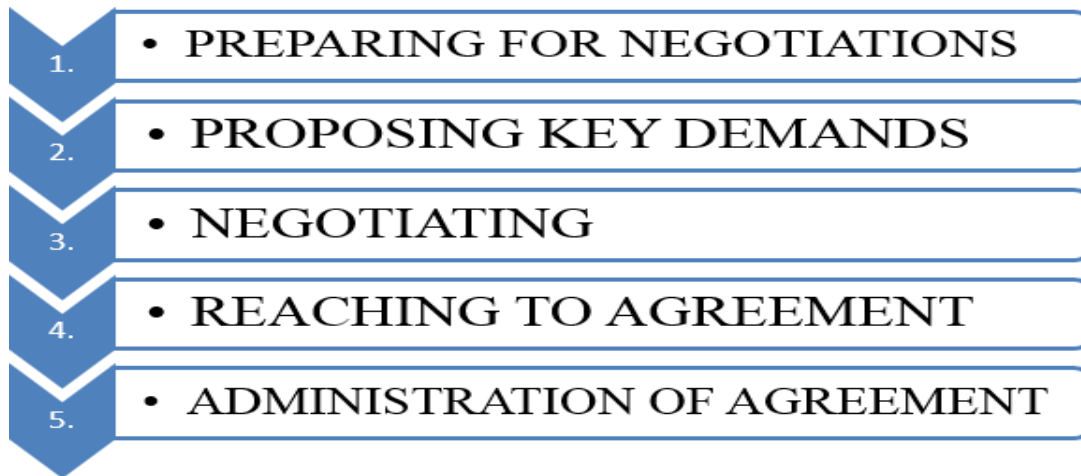 1. • PREPARING FOR NEGOTIATIONS
2. • PROPOSING KEY DEMANDS
3. • NEGOTIATING
4. • REACHING TO AGREEMENT
5. • ADMINISTRATION OF AGREEMENT